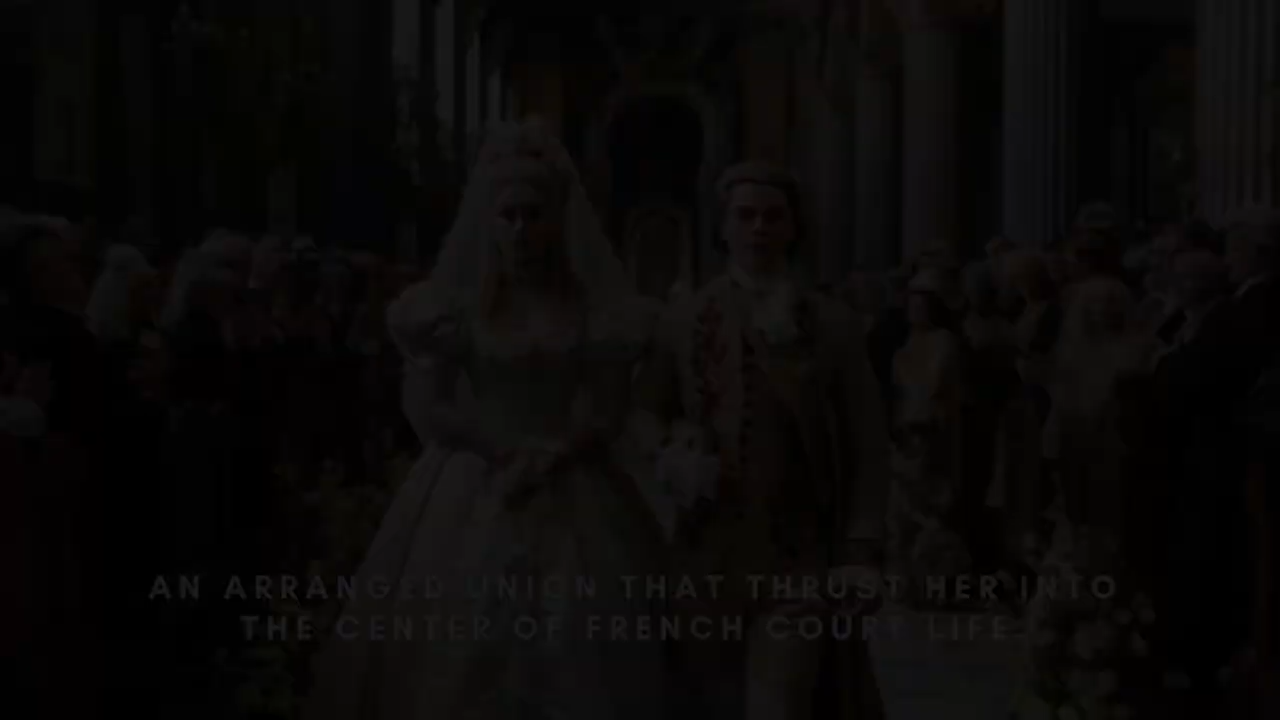 AN ARRANGED UNION THAT THRUST HER INTO
THE CENTER OF FRENCH COURT LIFE.